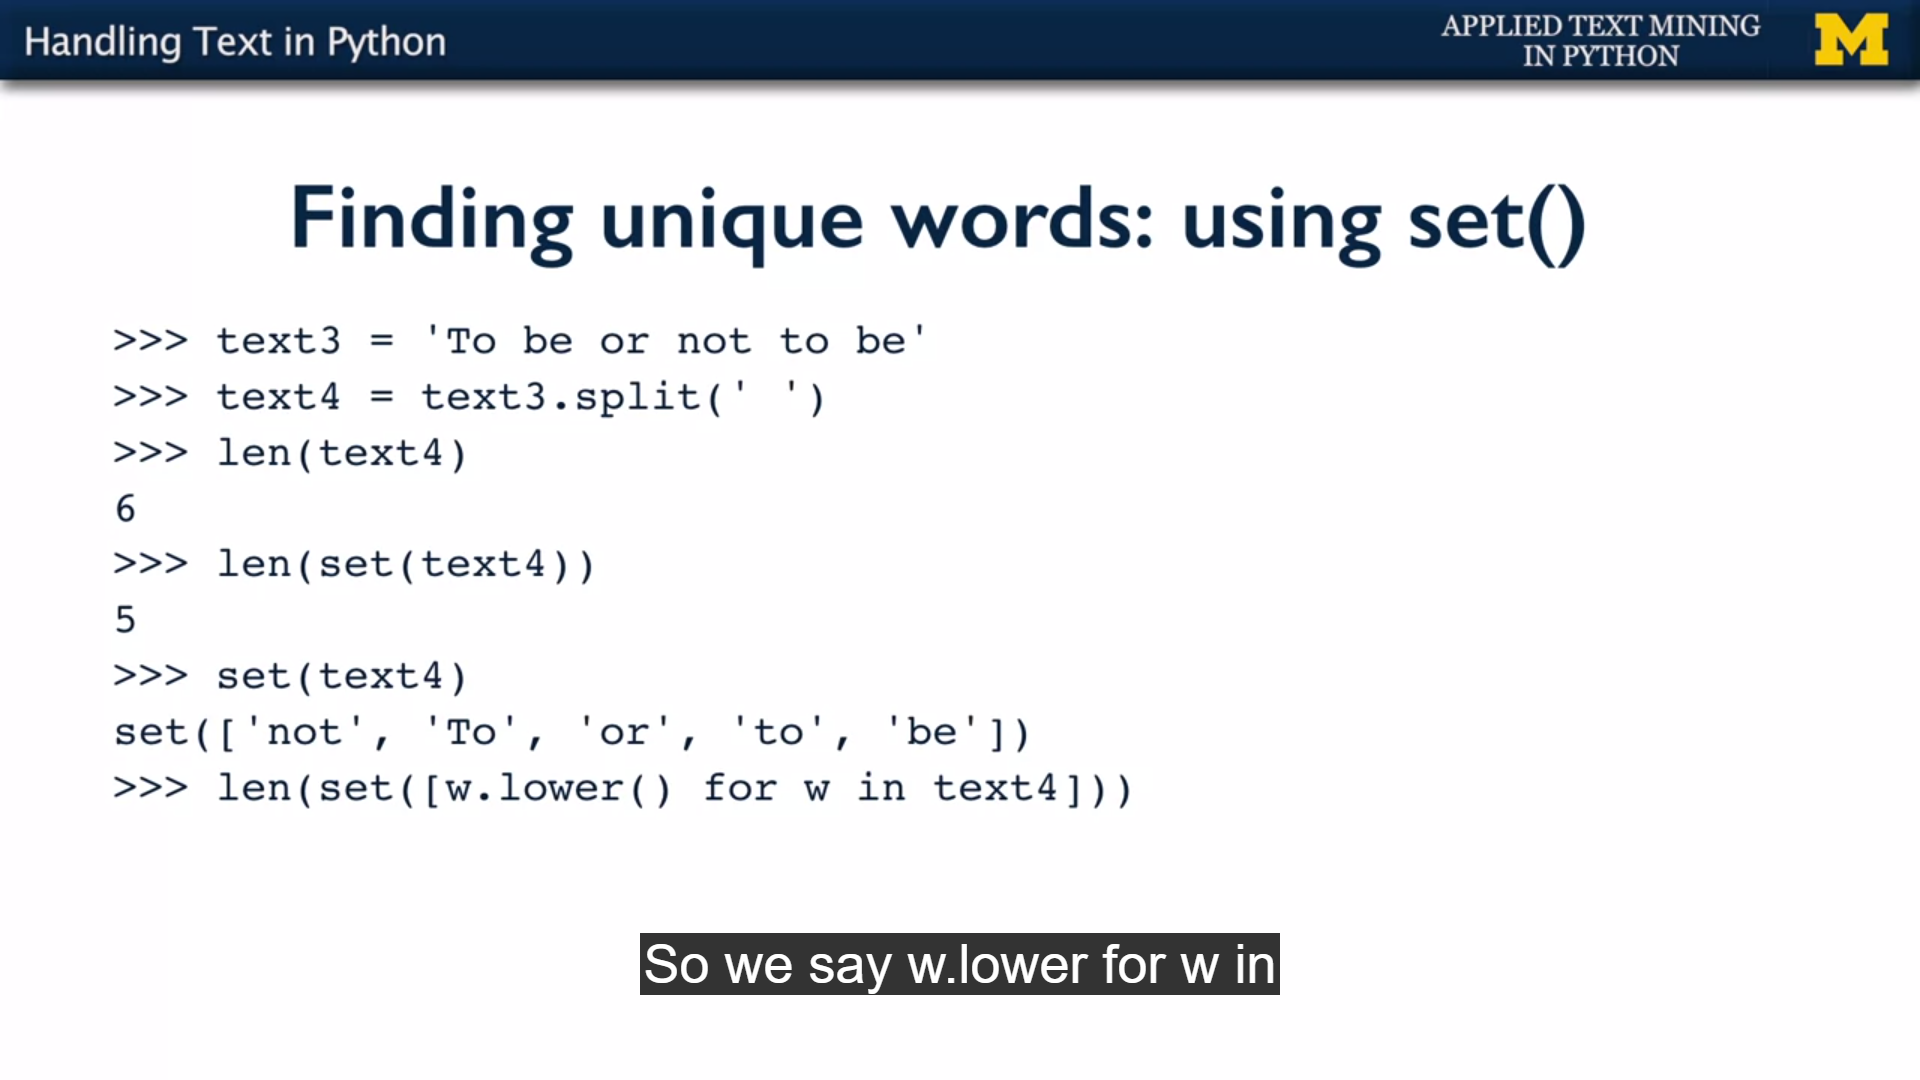 Handling Text in Python
APPLIED TEXT MINING
IN PYTHON
M
Finding unique words: using set()
>>> text3 = 'To be or not to be'
>>> text4 = text3.split(' ')
>>> len(text4)
6
>>> len(set(text4))
5
>>> set(text4)
set(['not', 'To', 'or', 'to', 'be'])
>>> len(set([w.lower() for w in text4]))
So we say w.lower for w in